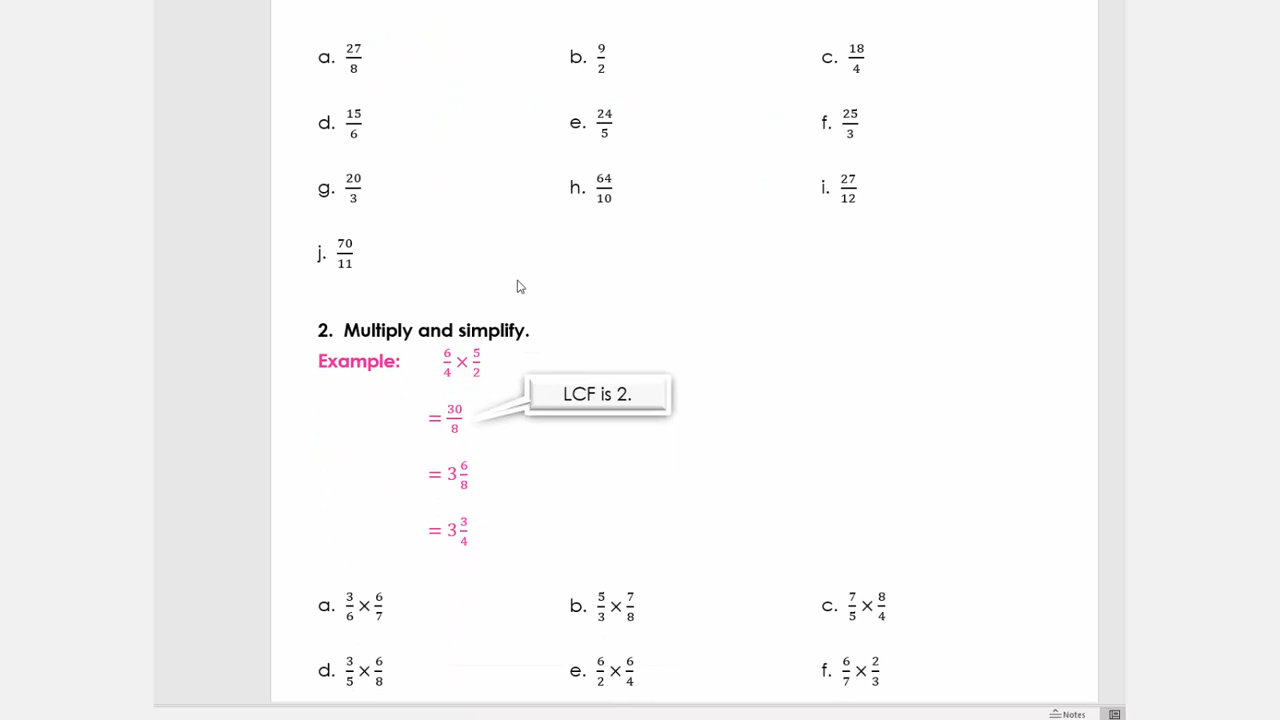 a. 27/8 b. 9/2 c. 18/4
d. 15/6 e. 24/5 f. 25/3
g. 20/3 h. 64/10 i. 27/12
j. 70/11
2. Multiply and simplify.
Example: 6/4 × 5/2
LCF is 2.
= 30/8
= 3 6/8
= 3 3/4
a. 3/6 × 6/7 b. 5/3 × 7/8 c. 7/5 × 8/4
d. 3/5 × 6/8 e. 6/2 × 6/4 f. 6/7 × 2/3
Notes